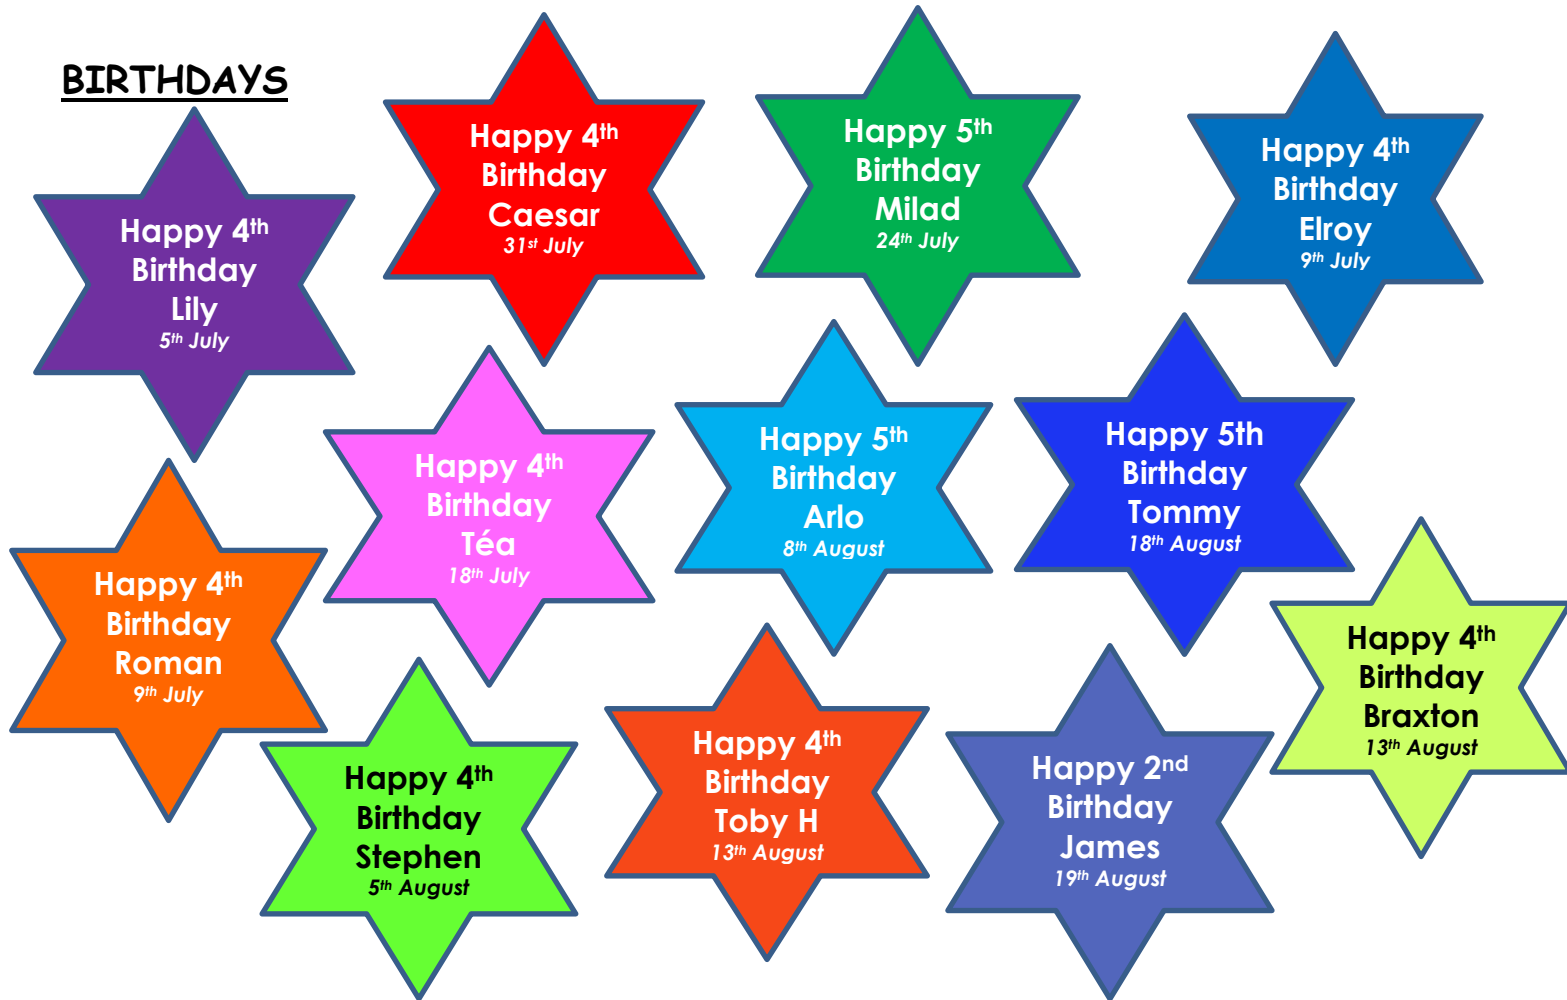 BIRTHDAYS
Happy 4th
Birthday
Lily
5th July
Happy 4th
Birthday
Caesar
31st July
Happy 5th
Birthday
Milad
24th July
Happy 4th
Birthday
Elroy
9th July
Happy 4th
Birthday
Téa
18th July
Happy 5th
Birthday
Arlo
8th August
Happy 5th
Birthday
Tommy
18th August
Happy 4th
Birthday
Roman
9th July
Happy 4th
Birthday
Stephen
5th August
Happy 4th
Birthday
Toby H
13th August
Happy 2nd
Birthday
James
19th August
Happy 4th
Birthday
Braxton
13th August